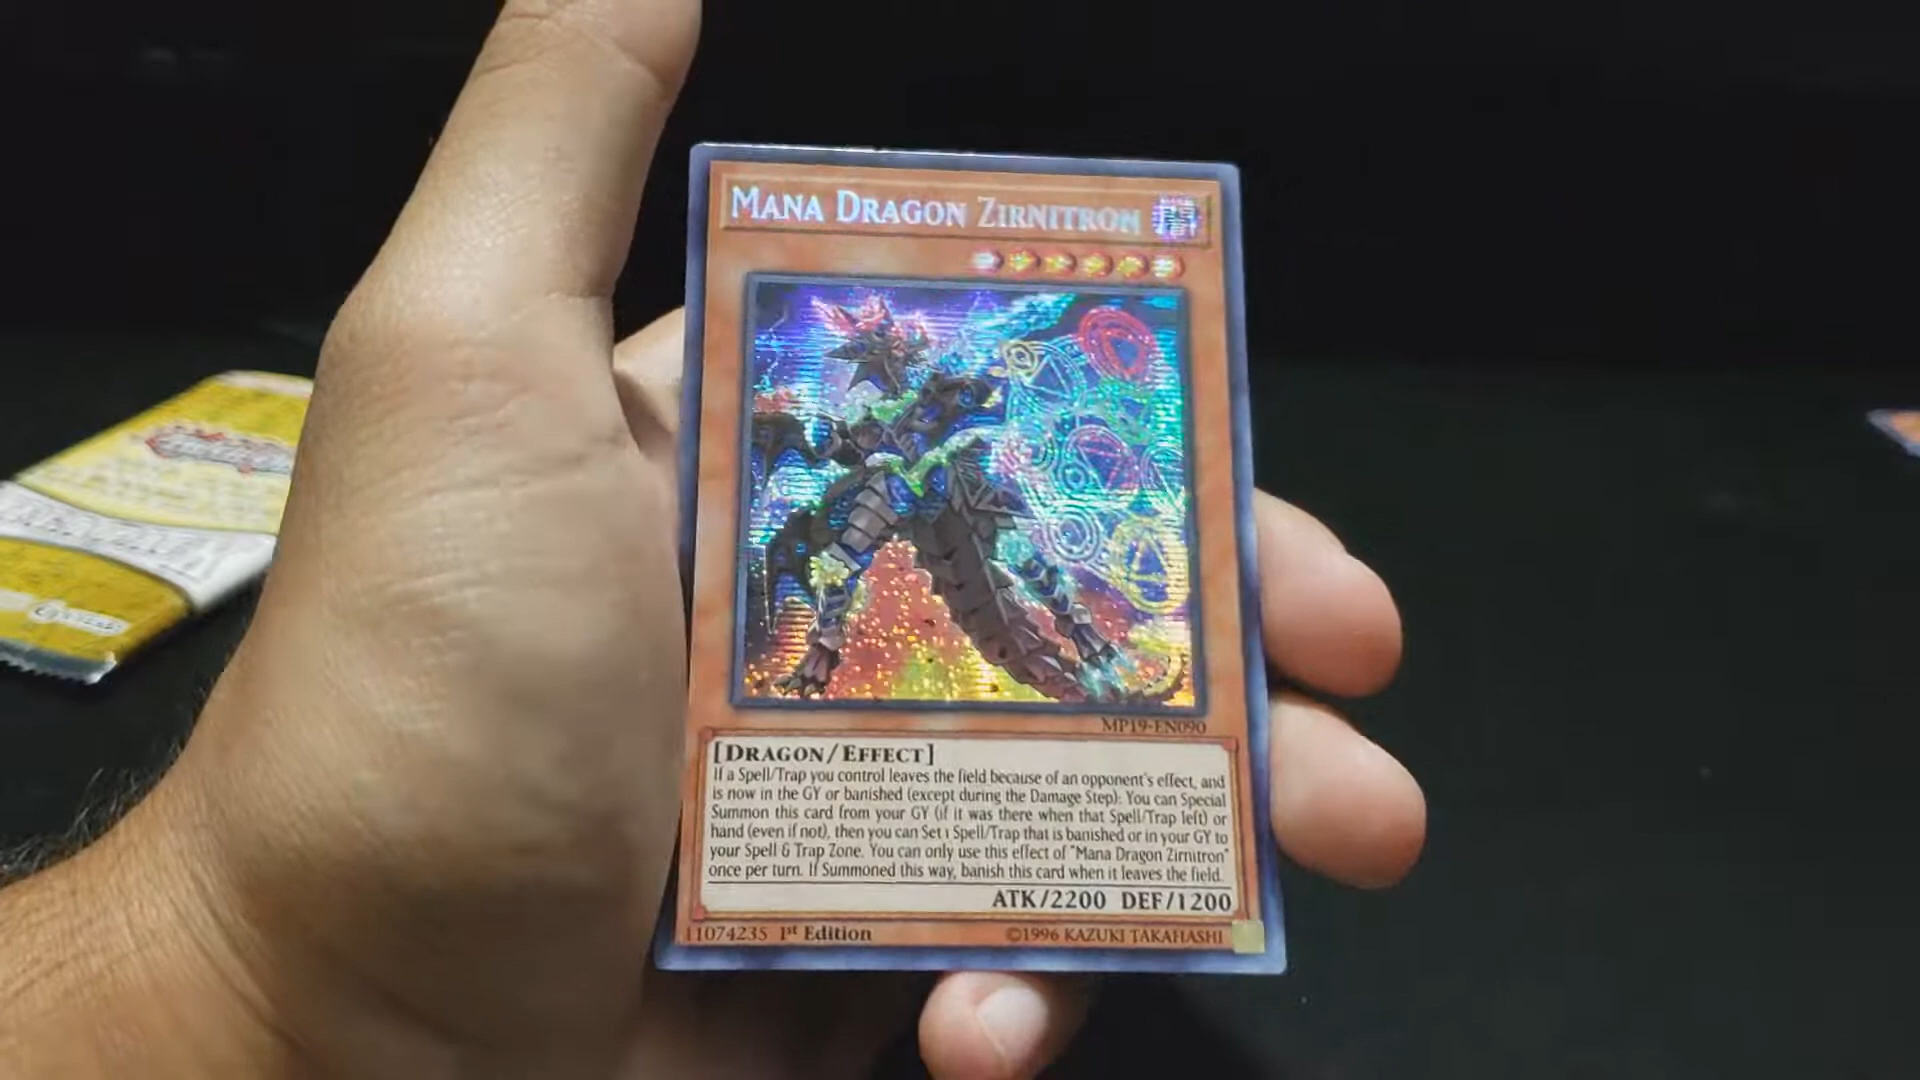 MANA DRAGON ZIRNITRON
闇
MP19-EN090
[DRAGON/EFFECT]
If a Spell/Trap you control leaves the field because of an opponent's effect, and
is now in the GY or banished (except during the Damage Step): You can Special
Summon this card from your GY (if it was there when that Spell/Trap left) or
hand (even if not), then you can Set 1 Spell/Trap that is banished or in your GY to
your Spell & Trap Zone. You can only use this effect of "Mana Dragon Zirnitron"
once per turn. If Summoned this way, banish this card when it leaves the field.
ATK/2200 DEF/1200
11074235 1st Edition
©1996 KAZUKI TAKAHASHI